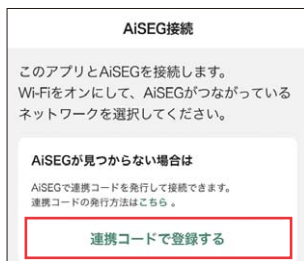 AiSEG接続
このアプリとAiSEGを接続します。
Wi-Fiをオンにして、AiSEGがつながっている
ネットワークを選択してください。
AiSEGが見つからない場合は
AiSEGで連携コードを発行して接続できます。
連携コードの発行方法はこちら 。
連携コードで登録する